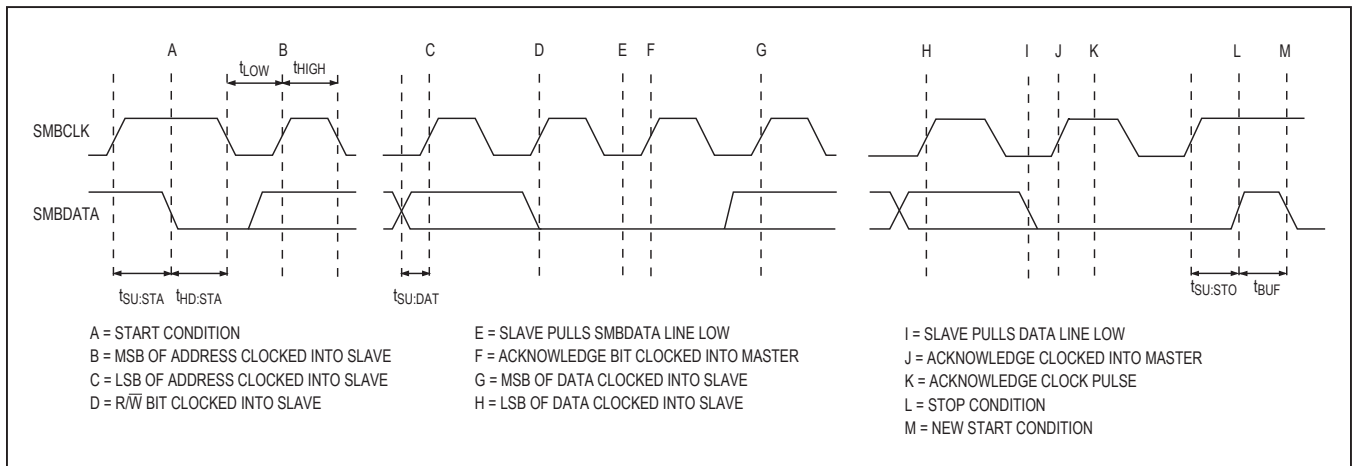 A B C D E F G H I J K L M
tLOW tHIGH
SMBCLK
SMBDATA
tSU:STA tHD:STA tSU:DAT tSU:STO tBUF
A = START CONDITION
B = MSB OF ADDRESS CLOCKED INTO SLAVE
C = LSB OF ADDRESS CLOCKED INTO SLAVE
D = R/W̅ BIT CLOCKED INTO SLAVE
E = SLAVE PULLS SMBDATA LINE LOW
F = ACKNOWLEDGE BIT CLOCKED INTO MASTER
G = MSB OF DATA CLOCKED INTO SLAVE
H = LSB OF DATA CLOCKED INTO SLAVE
I = SLAVE PULLS DATA LINE LOW
J = ACKNOWLEDGE CLOCKED INTO MASTER
K = ACKNOWLEDGE CLOCK PULSE
L = STOP CONDITION
M = NEW START CONDITION